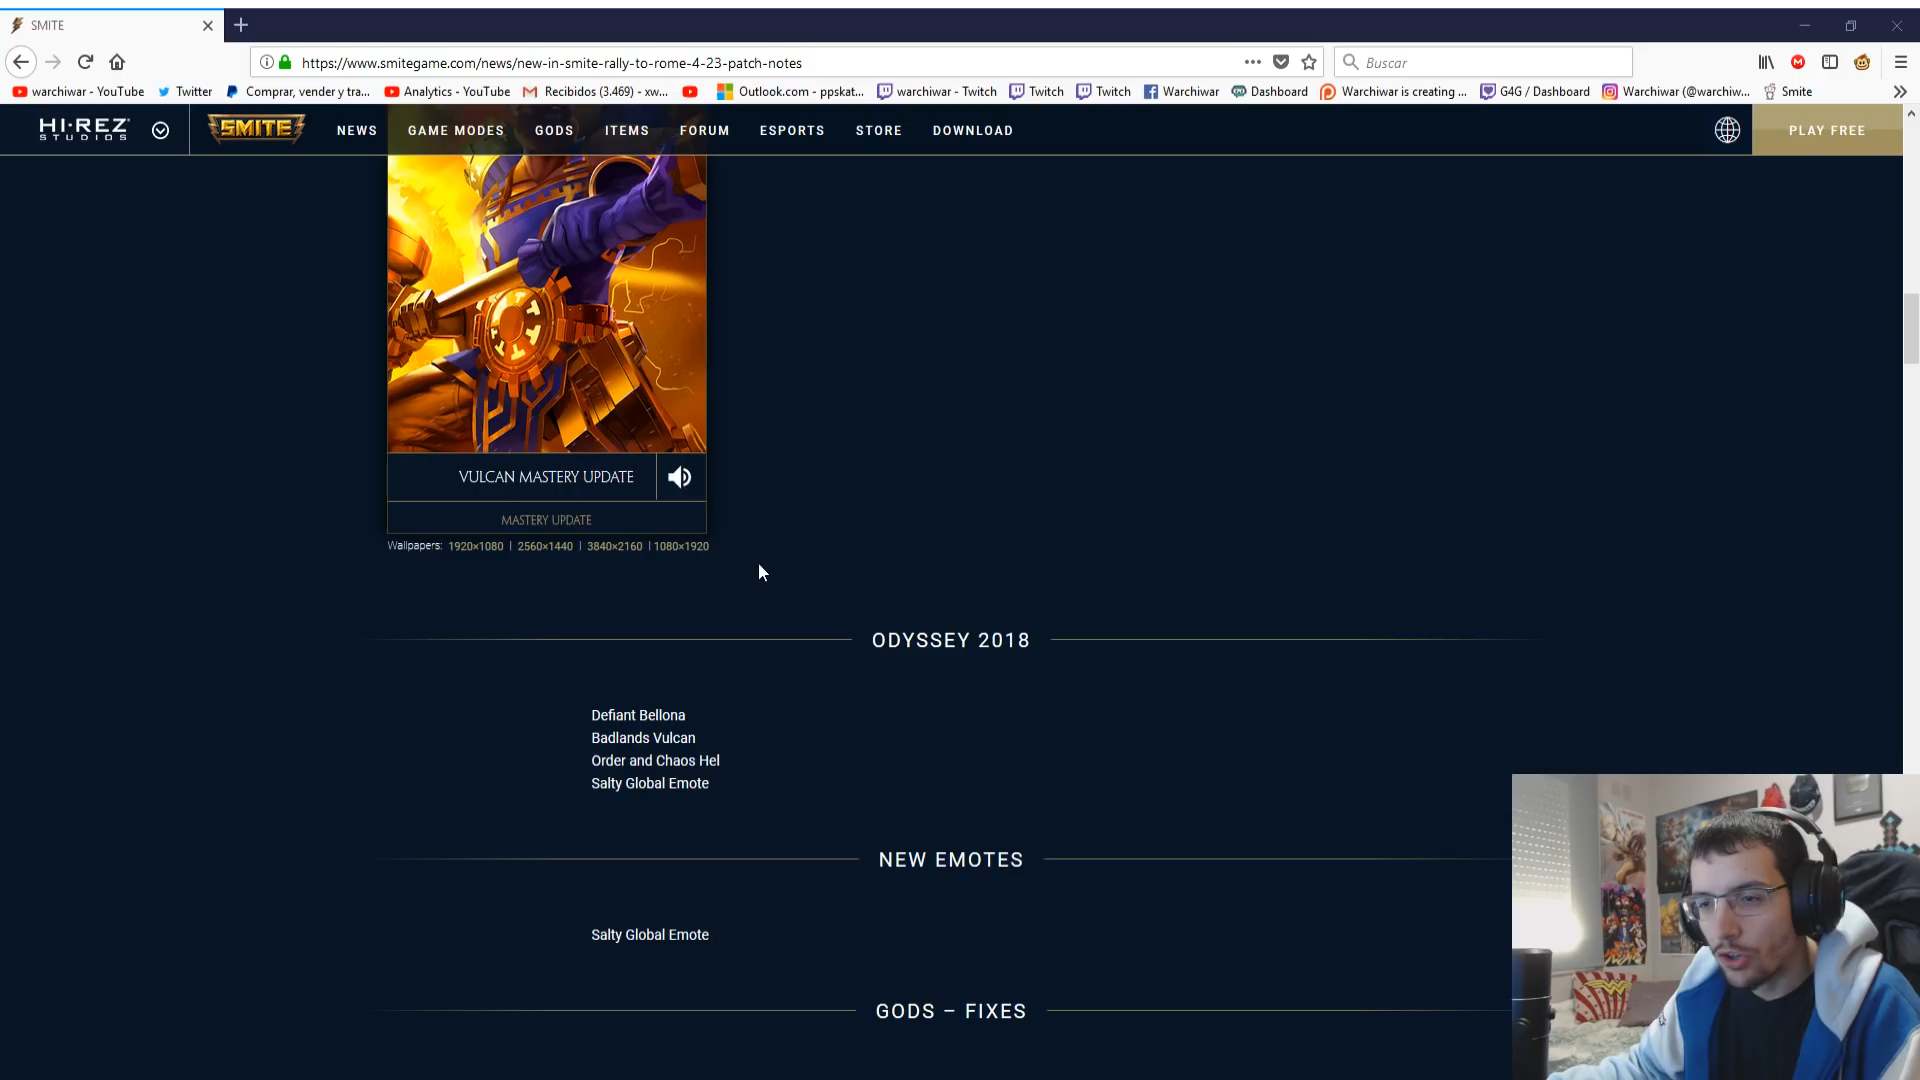 SMITE
https://www.smitegame.com/news/new-in-smite-rally-to-rome-4-23-patch-notes
Buscar
warchiwar - YouTube
Twitter
Comprar, vender y tra...
Analytics - YouTube
Recibidos (3.469) - xw...
Outlook.com - ppskat...
warchiwar - Twitch
Twitch
Twitch
Warchiwar
Dashboard
Warchiwar is creating ...
G4G / Dashboard
Warchiwar (@warchiw...
Smite
HI-REZ
STUDIOS
SMITE
NEWS
GAME MODES
GODS
ITEMS
FORUM
ESPORTS
STORE
DOWNLOAD
PLAY FREE
VULCAN MASTERY UPDATE
MASTERY UPDATE
Wallpapers: 1920×1080 | 2560×1440 | 3840×2160 | 1080×1920
ODYSSEY 2018
Defiant Bellona
Badlands Vulcan
Order and Chaos Hel
Salty Global Emote
NEW EMOTES
Salty Global Emote
GODS – FIXES